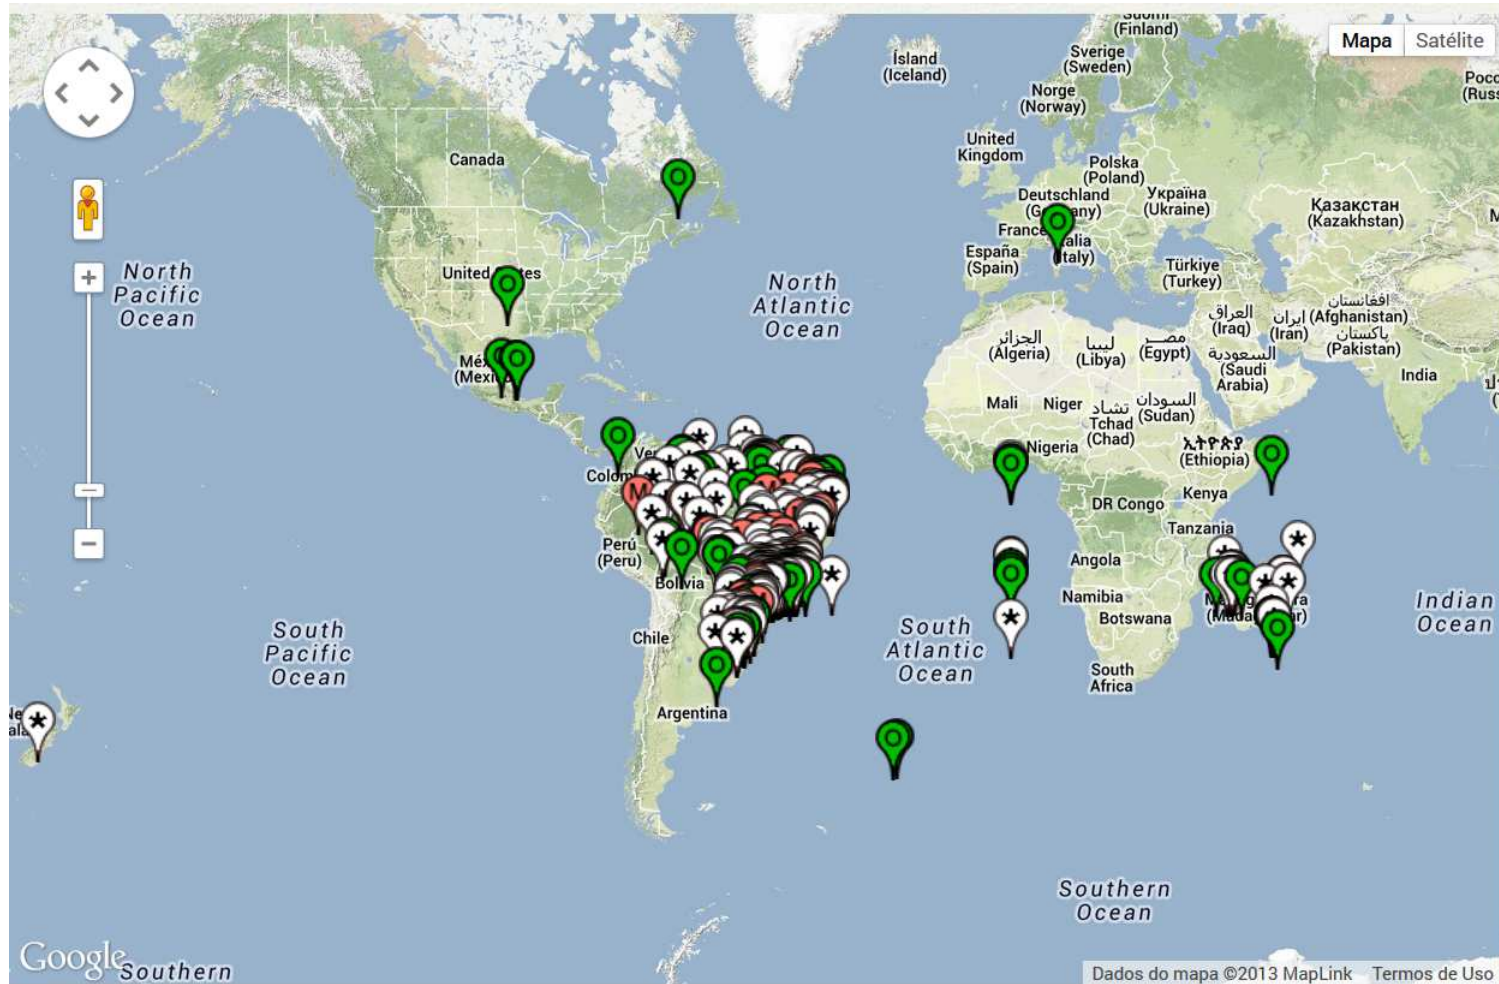 Suomi
(Finland)
Mapa
Satélite
Ísland
(Iceland)
Sverige
(Sweden)
Norge
(Norway)
United
Kingdom
Canada
Polska
(Poland)
Deutschland
Україна
(Ukraine)
Қазақстан
(Kazakhstan)
France
España
(Spain)
Türkiye
(Turkey)
North
Pacific
Ocean
North
Atlantic
Ocean
United
العراق
(Iraq)
ایران
(Iran)
افغانستان
(Afghanistan)
پاکستان
(Pakistan)
الجزائر
(Algeria)
ليبيا
(Libya)
مصر
(Egypt)
السعودية
(Saudi
Arabia)
India
Mali
Niger
تشاد
Tchad
(Chad)
السودان
(Sudan)
Nigeria
ኢትዮጵያ
(Ethiopia)
DR Congo
Kenya
Tanzania
Perú
(Peru)
Bolivia
Angola
Namibia
Botswana
Chile
South
Pacific
Ocean
South
Atlantic
Ocean
Indian
Ocean
South
Africa
Argentina
M
Southern
Ocean
Google
Southern
Dados do mapa ©2013 MapLink
Termos de Uso